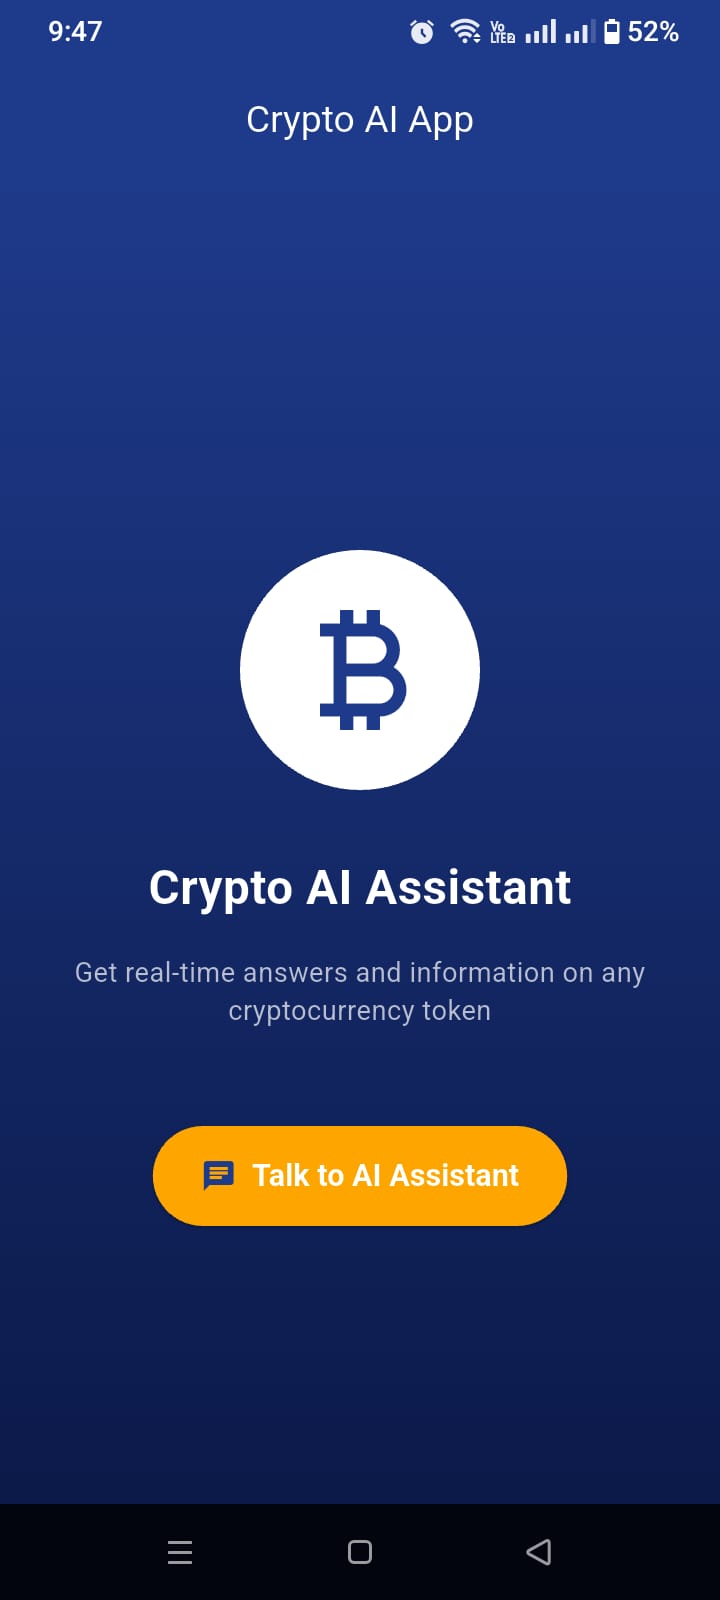 9:47
Vo
LTE2
52%
Crypto AI App
Crypto AI Assistant
Get real-time answers and information on any
cryptocurrency token
Talk to AI Assistant